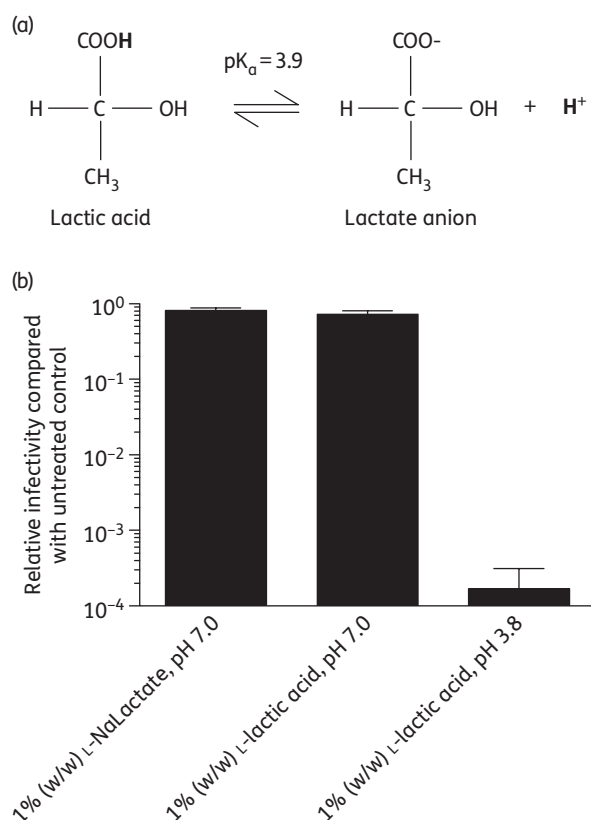 (a)
COOH
H — C — OH
CH₃
Lactic acid
pKₐ = 3.9
COO-
H — C — OH + H⁺
CH₃
Lactate anion
(b)
Relative infectivity compared
with untreated control
10⁰
10⁻¹
10⁻²
10⁻³
10⁻⁴
1% (w/w) L-NaLactate, pH 7.0
1% (w/w) L-lactic acid, pH 7.0
1% (w/w) L-lactic acid, pH 3.8